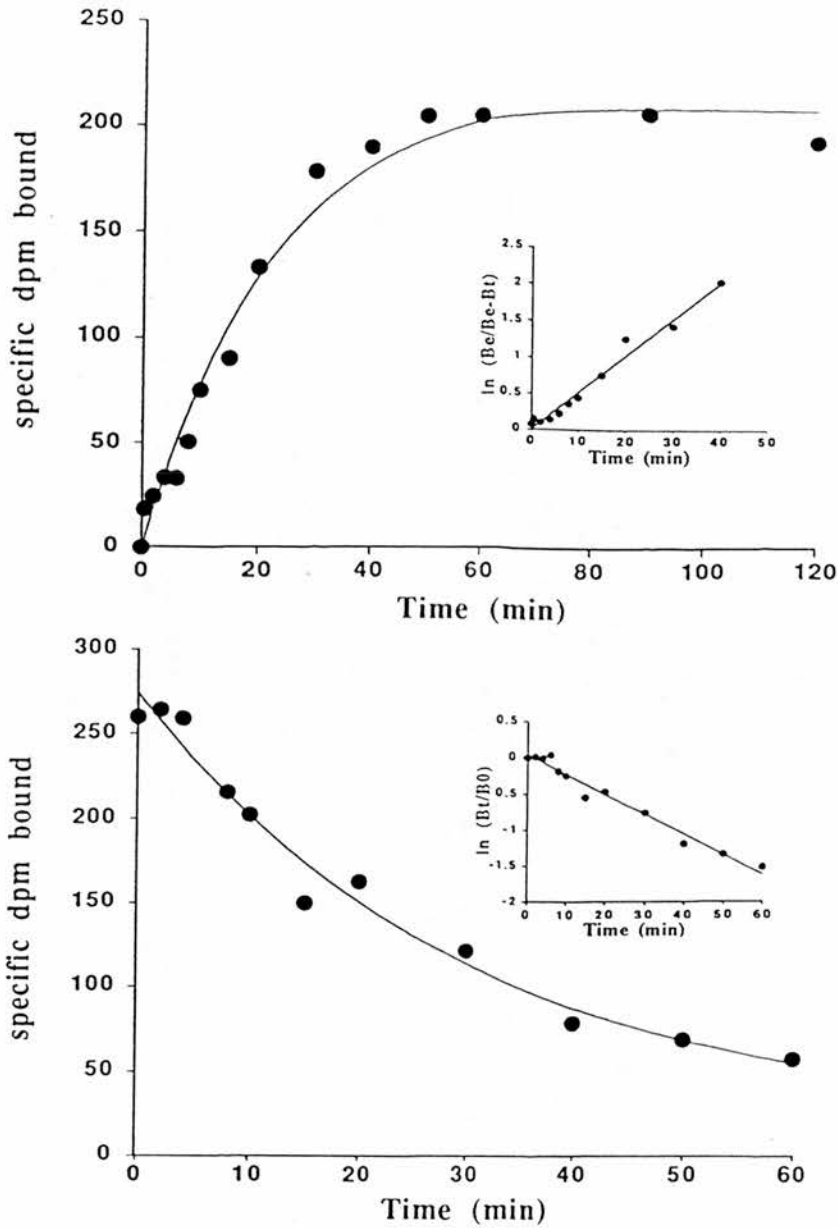 250
200
150
100
50
0
specific dpm bound
0 20 40 60 80 100 120
Time (min)
2.5
2
1.5
1
0.5
0
ln (Be/Be-Bt)
0 10 20 30 40 50
Time (min)
300
250
200
150
100
50
0
specific dpm bound
0 10 20 30 40 50 60
Time (min)
0.5
0
-0.5
-1
-1.5
-2
ln (Bt/B0)
0 10 20 30 40 50 60
Time (min)